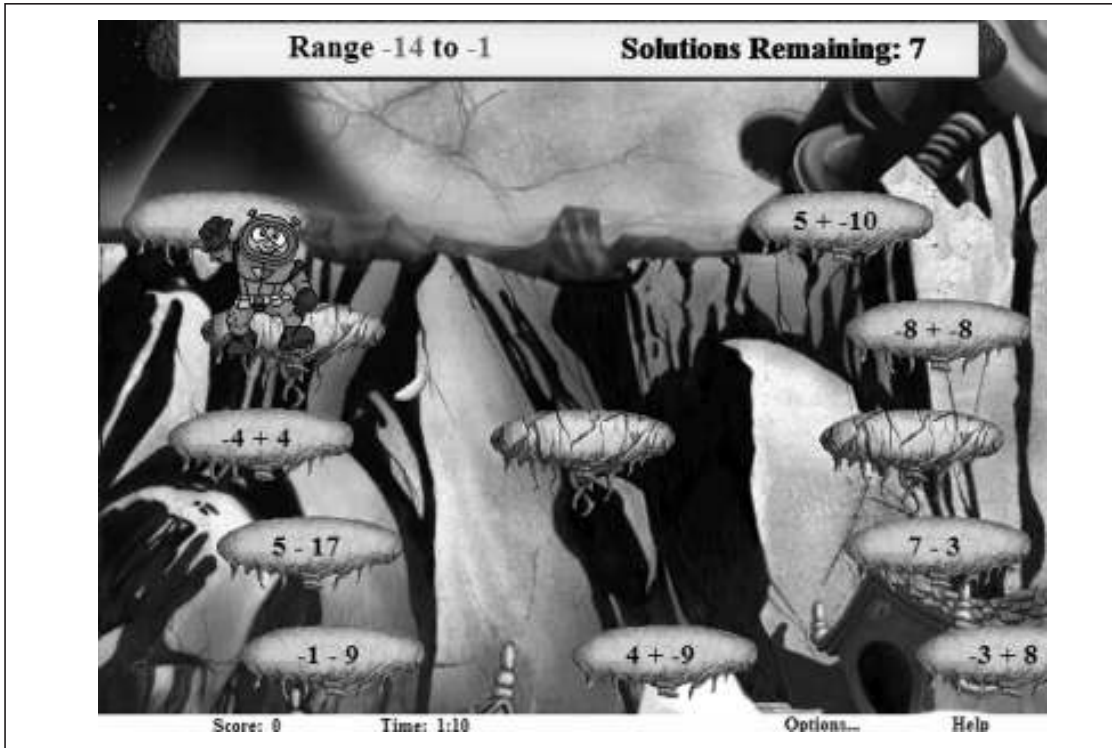 Range -14 to -1 Solutions Remaining: 7
5 + -10
-8 + -8
-4 + 4
5 - 17 7 - 3
-1 - 9 4 + -9 -3 + 8
Score: 0 Time: 1:10 Options... Help